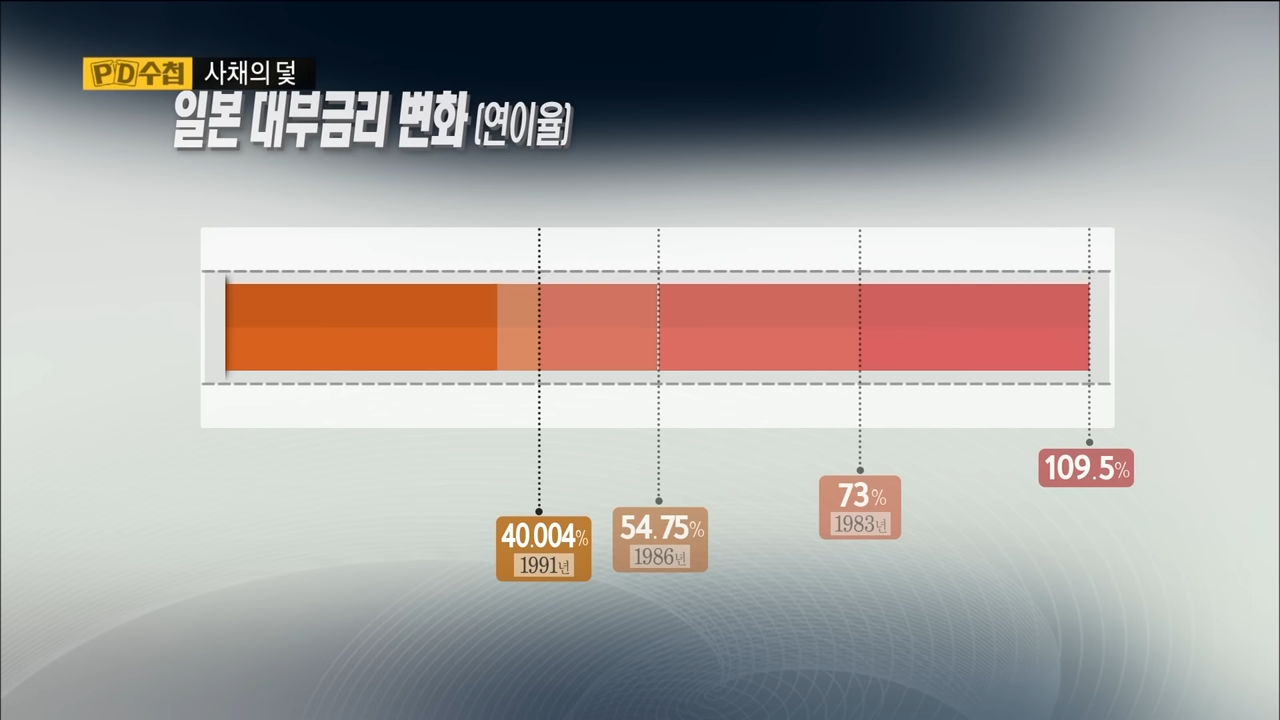 PD수첩 사채의 덫
일본 대부금리 변화 (연이율)
109.5%
73%
1983년
54.75%
1986년
40.004%
1991년